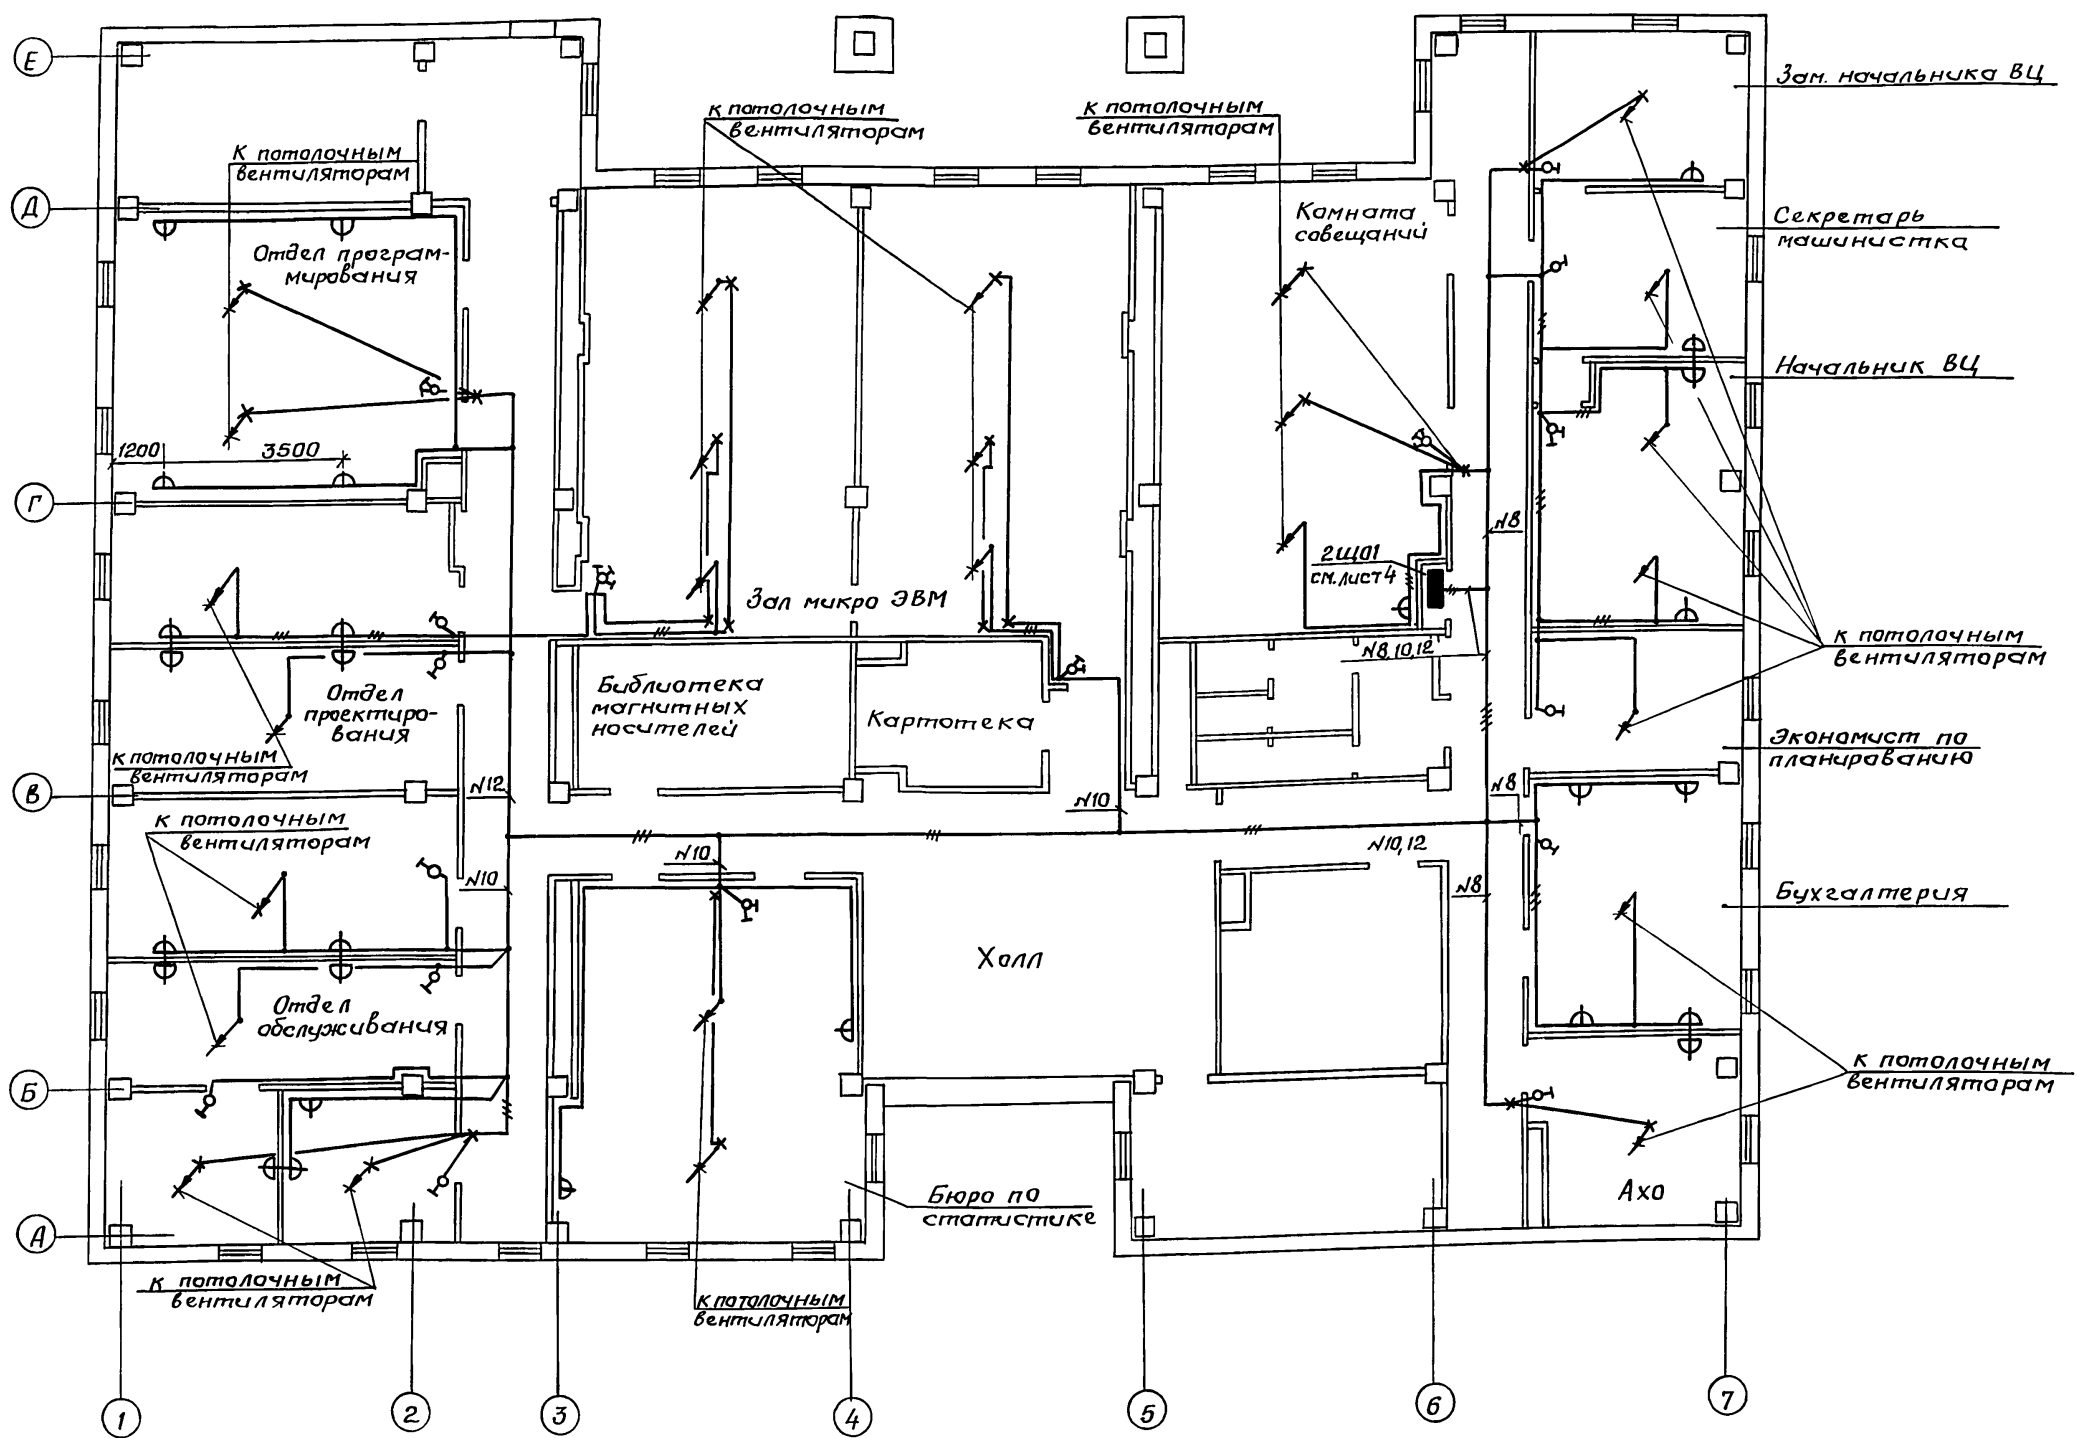 Е
Зам. начальника ВЦ
к потолочным
вентиляторам
к потолочным
вентиляторам
К потолочным
вентиляторам
Д
Отдел програм-
мирования
Комната
совещаний
Секретарь
машинистка
Начальник ВЦ
1200
3500
Г
N8
2Щ01
см. лист 4
Зал микро ЭВМ
N8,10,12
к потолочным
вентиляторам
Отдел
проектиро-
вания
Библиотека
магнитных
носителей
Картотека
к потолочным
вентиляторам
Экономист по
планированию
В
N12
N10
N8
к потолочным
вентиляторам
N10
N10
N10,12
N8
Бухгалтерия
Холл
Отдел
обслуживания
к потолочным
вентиляторам
Б
Бюро по
статистике
Ахо
А
к потолочным
вентиляторам
к потолочным
вентиляторам
1
2
3
4
5
6
7